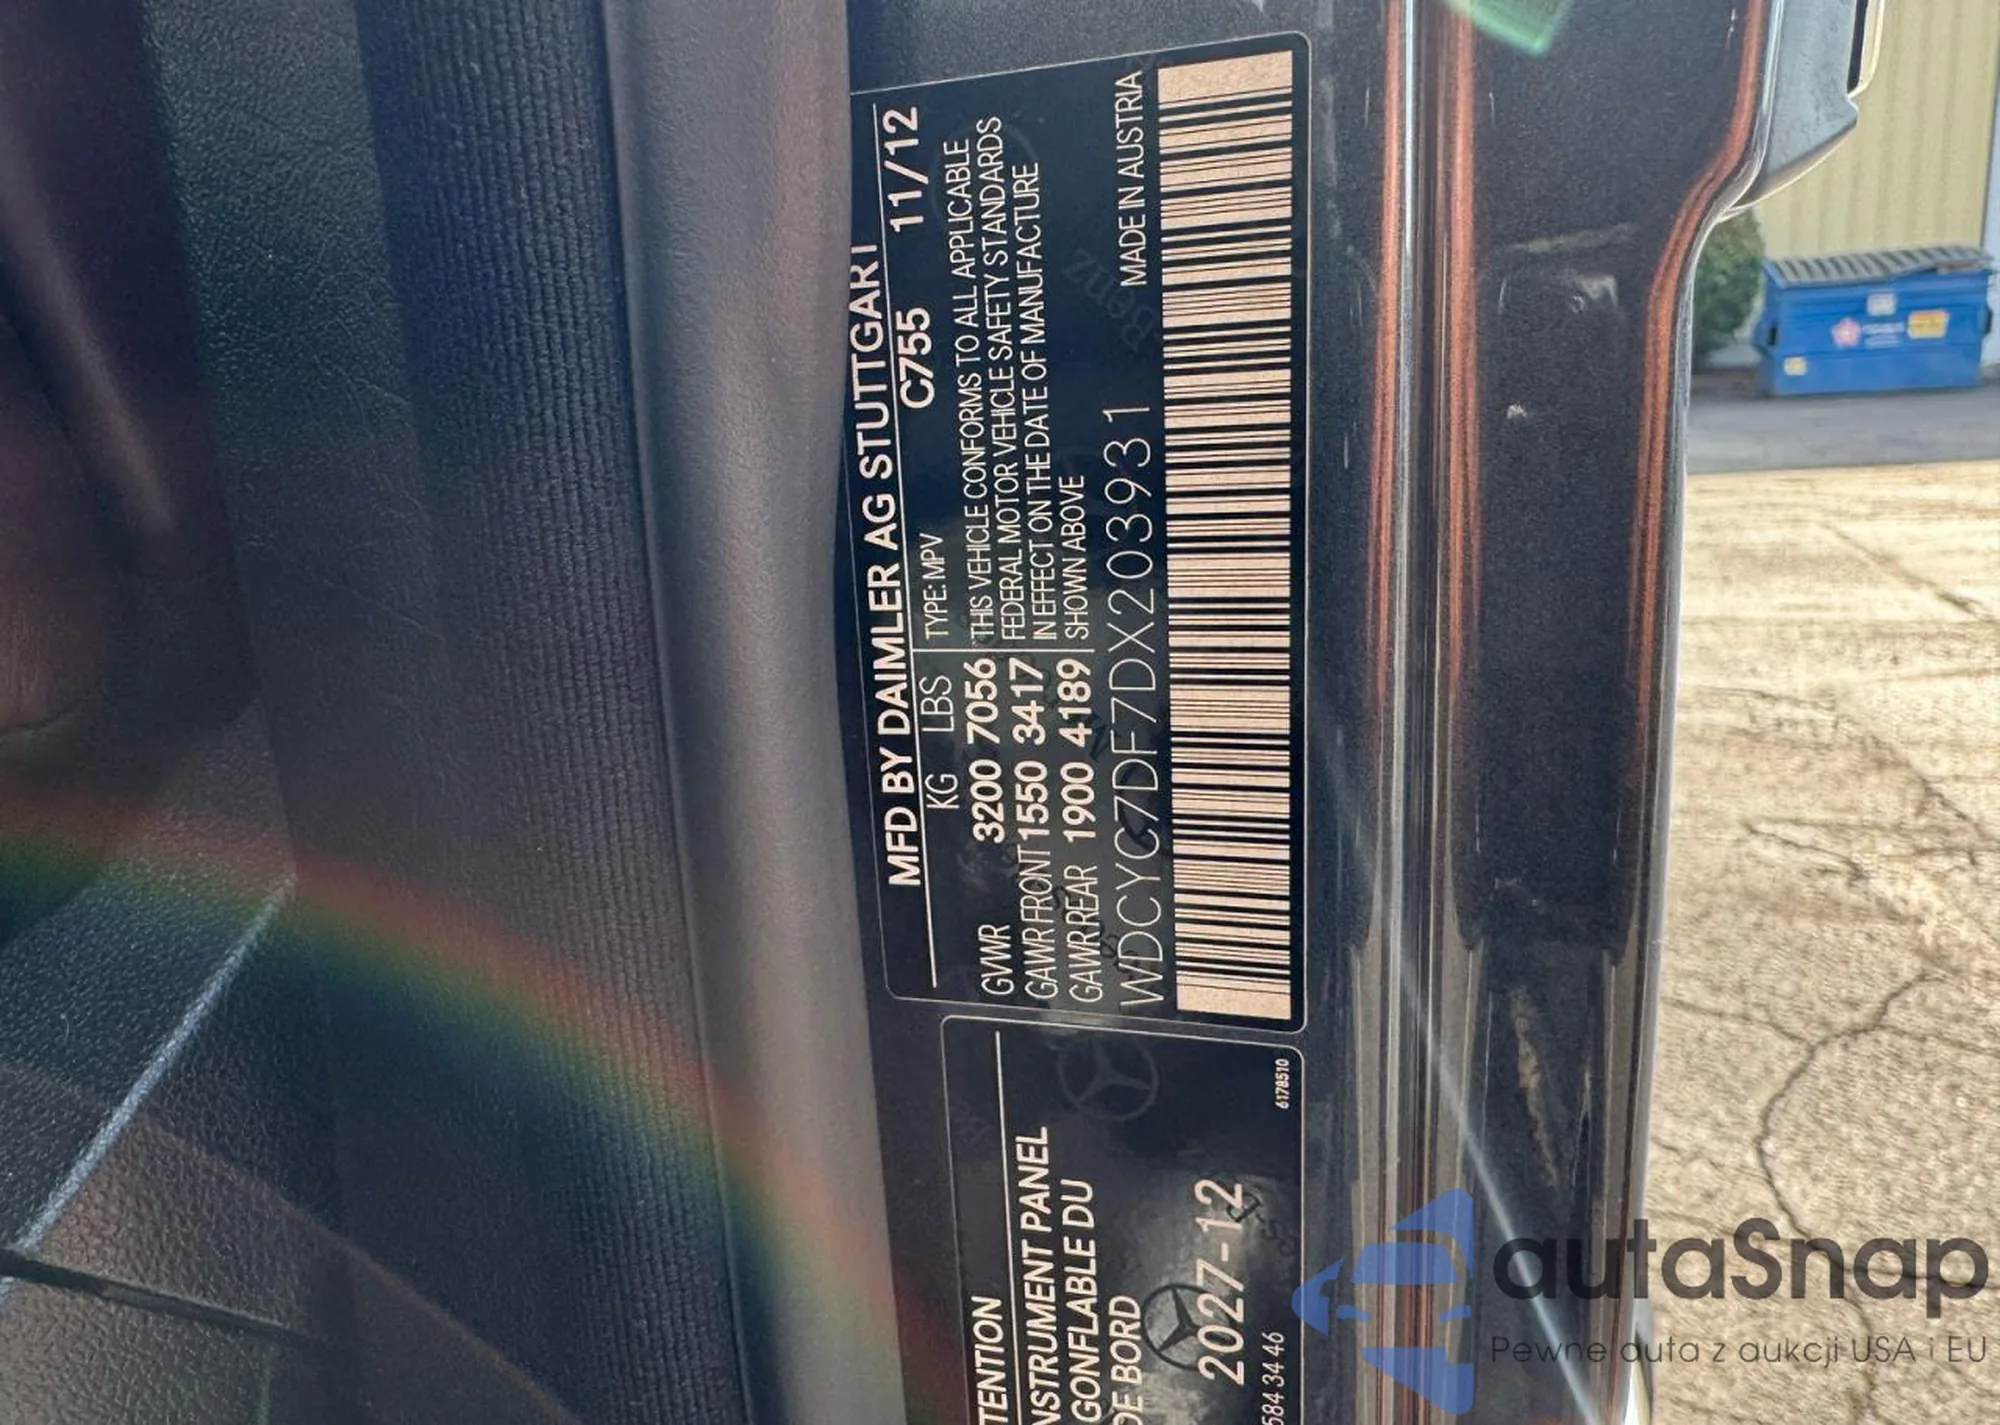 MFD BY DAIMLER AG STUTTGART
KG LBS TYPE: MPV C755 11/12
GVWR 3200 7056 THIS VEHICLE CONFORMS TO ALL APPLICABLE
GAWR FRONT 1550 3417 FEDERAL MOTOR VEHICLE SAFETY STANDARDS
IN EFFECT ON THE DATE OF MANUFACTURE
GAWR REAR 1900 4189 SHOWN ABOVE
WDCYC7DF7DX203931 MADE IN AUSTRIA
TENTION
NSTRUMENT PANEL
GONFLABLE DU
DE BORD
2027-12
584 34 46
6178510
autaSnap
Pewne auta z aukcji USA i EU